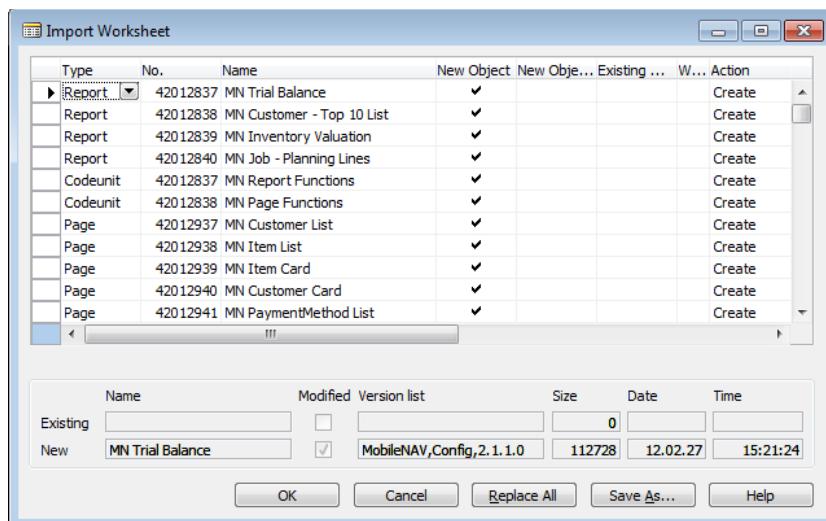 Import Worksheet
Type No. Name New Object New Obje... Existing ... W... Action
Report 42012837 MN Trial Balance Create
Report 42012838 MN Customer - Top 10 List Create
Report 42012839 MN Inventory Valuation Create
Report 42012840 MN Job - Planning Lines Create
Codeunit 42012837 MN Report Functions Create
Codeunit 42012838 MN Page Functions Create
Page 42012937 MN Customer List Create
Page 42012938 MN Item List Create
Page 42012939 MN Item Card Create
Page 42012940 MN Customer Card Create
Page 42012941 MN PaymentMethod List Create
Name Modified Version list Size Date Time
Existing 0
New MN Trial Balance MobileNAV,Config,2.1.1.0 112728 12.02.27 15:21:24
OK Cancel Replace All Save As... Help